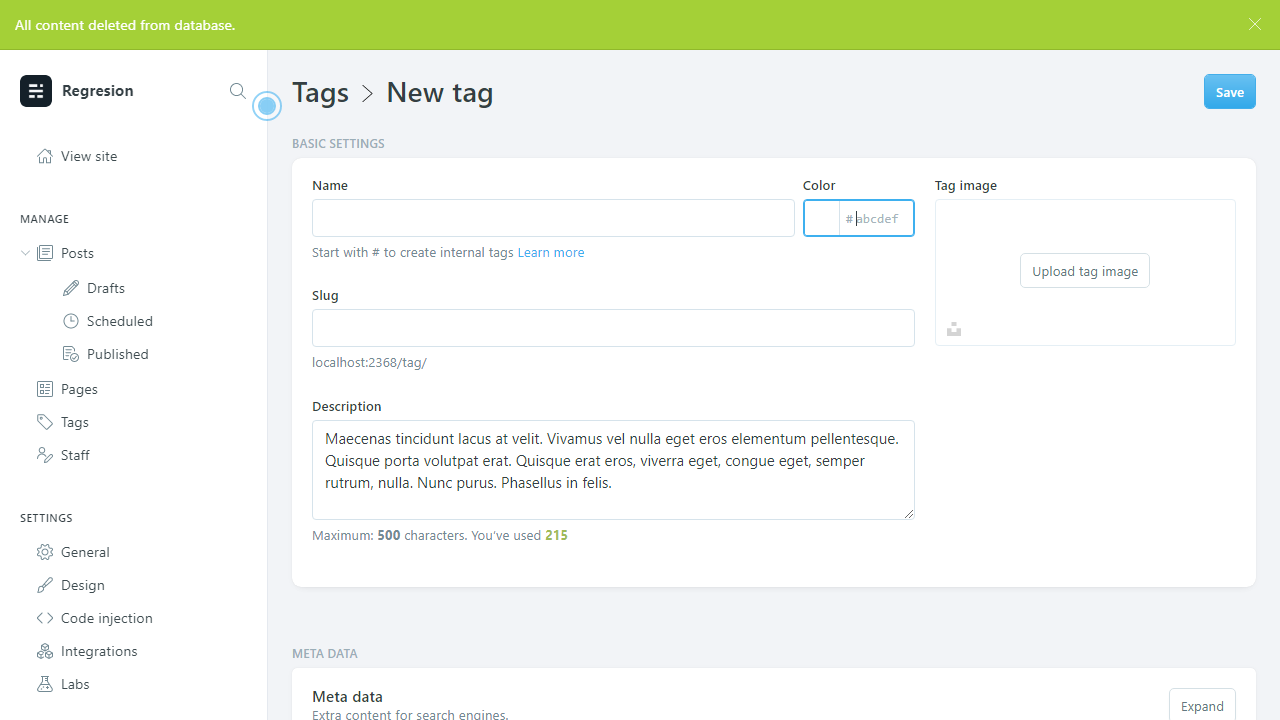 All content deleted from database.
Regresion
View site
MANAGE
Posts
Drafts
Scheduled
Published
Pages
Tags
Staff
SETTINGS
General
Design
Code injection
Integrations
Labs
Tags > New tag
Save
BASIC SETTINGS
Name
Start with # to create internal tags Learn more
Color
# abcdef
Tag image
Upload tag image
Slug
localhost:2368/tag/
Description
Maecenas tincidunt lacus at velit. Vivamus vel nulla eget eros elementum pellentesque.
Quisque porta volutpat erat. Quisque erat eros, viverra eget, congue eget, semper
rutrum, nulla. Nunc purus. Phasellus in felis.
Maximum: 500 characters. You've used 215
META DATA
Meta data
Extra content for search engines.
Expand